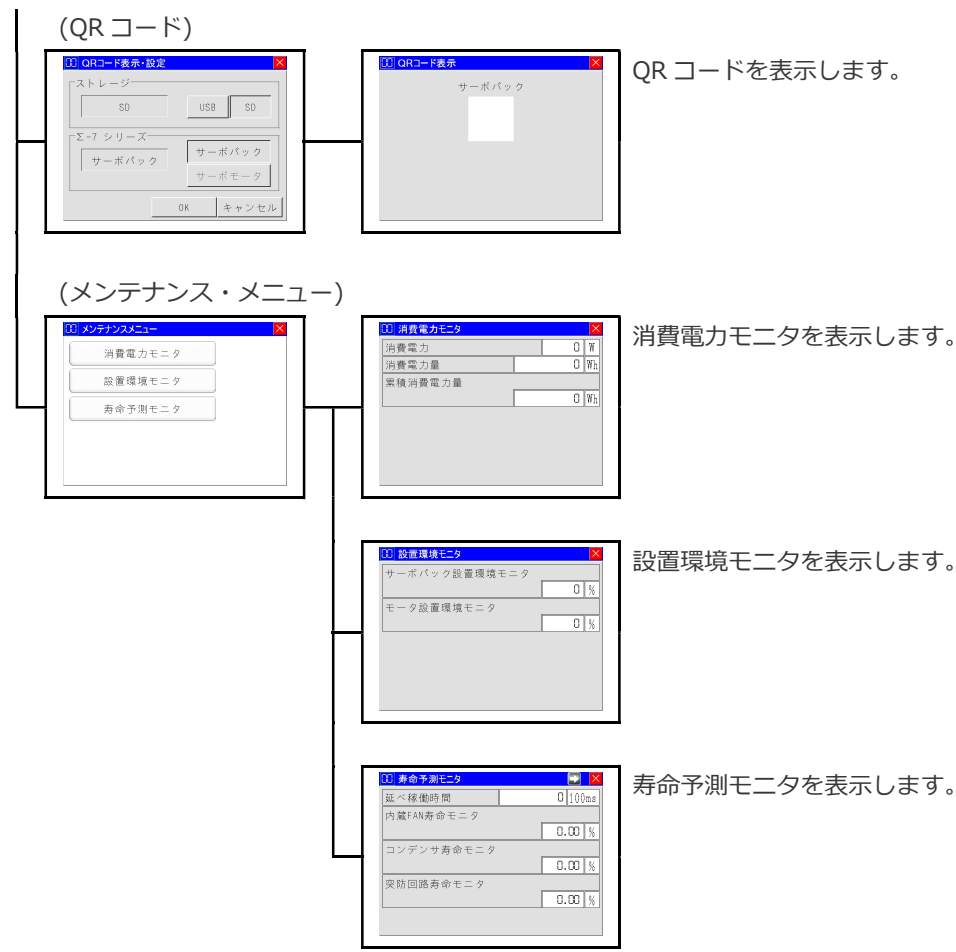 (QR コード)
QRコード表示・設定
ストレージ
SD
USB
SD
Σ-7 シリーズ
サーボパック
サーボパック
サーボモータ
OK
キャンセル
QRコード表示
サーボパック
QR コードを表示します。
(メンテナンス・メニュー)
メンテナンスメニュー
消費電力モニタ
設置環境モニタ
寿命予測モニタ
消費電力モニタ
消費電力 0 W
消費電力量 0 Wh
累積消費電力量
0 Wh
消費電力モニタを表示します。
設置環境モニタ
サーボパック設置環境モニタ
0 %
モータ設置環境モニタ
0 %
設置環境モニタを表示します。
寿命予測モニタ
延べ稼働時間 0 100ms
内蔵FAN寿命モニタ
0.00 %
コンデンサ寿命モニタ
0.00 %
突防回路寿命モニタ
0.00 %
寿命予測モニタを表示します。